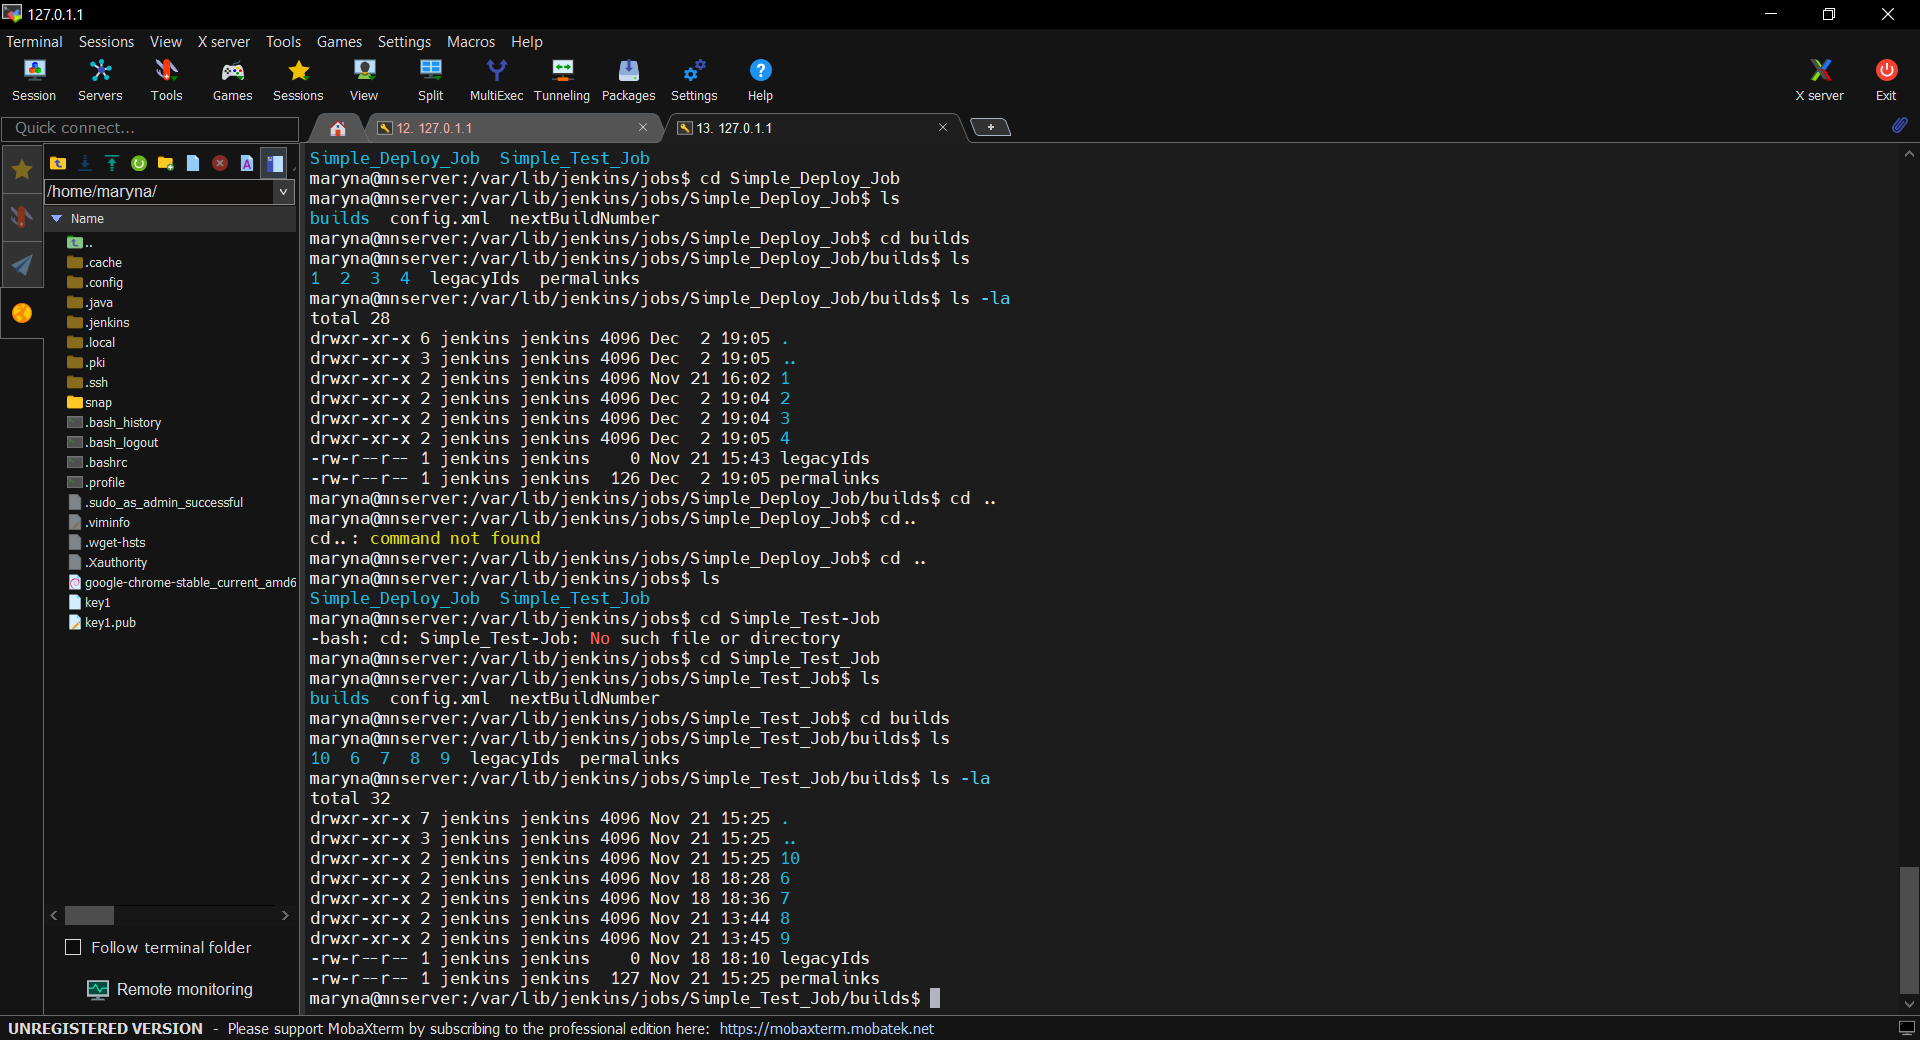 127.0.1.1
Terminal Sessions View X server Tools Games Settings Macros Help
Session Servers Tools Games Sessions View Split MultiExec Tunneling Packages Settings Help X server Exit
Quick connect...
12. 127.0.1.1
13. 127.0.1.1
/home/maryna/
Name
..
.cache
.config
.java
.jenkins
.local
.pki
.ssh
snap
.bash_history
.bash_logout
.bashrc
.profile
.sudo_as_admin_successful
.viminfo
.wget-hsts
.Xauthority
google-chrome-stable_current_amd6
key1
key1.pub
Follow terminal folder
Remote monitoring
Simple_Deploy_Job  Simple_Test_Job
maryna@mnserver:/var/lib/jenkins/jobs$ cd Simple_Deploy_Job
maryna@mnserver:/var/lib/jenkins/jobs/Simple_Deploy_Job$ ls
builds  config.xml  nextBuildNumber
maryna@mnserver:/var/lib/jenkins/jobs/Simple_Deploy_Job$ cd builds
maryna@mnserver:/var/lib/jenkins/jobs/Simple_Deploy_Job/builds$ ls
1  2  3  4  legacyIds  permalinks
maryna@mnserver:/var/lib/jenkins/jobs/Simple_Deploy_Job/builds$ ls -la
total 28
drwxr-xr-x 6 jenkins jenkins 4096 Dec  2 19:05 .
drwxr-xr-x 3 jenkins jenkins 4096 Dec  2 19:05 ..
drwxr-xr-x 2 jenkins jenkins 4096 Nov 21 16:02 1
drwxr-xr-x 2 jenkins jenkins 4096 Dec  2 19:04 2
drwxr-xr-x 2 jenkins jenkins 4096 Dec  2 19:04 3
drwxr-xr-x 2 jenkins jenkins 4096 Dec  2 19:05 4
-rw-r--r-- 1 jenkins jenkins    0 Nov 21 15:43 legacyIds
-rw-r--r-- 1 jenkins jenkins  126 Dec  2 19:05 permalinks
maryna@mnserver:/var/lib/jenkins/jobs/Simple_Deploy_Job/builds$ cd ..
maryna@mnserver:/var/lib/jenkins/jobs/Simple_Deploy_Job$ cd..
cd..: command not found
maryna@mnserver:/var/lib/jenkins/jobs/Simple_Deploy_Job$ cd ..
maryna@mnserver:/var/lib/jenkins/jobs$ ls
Simple_Deploy_Job  Simple_Test_Job
maryna@mnserver:/var/lib/jenkins/jobs$ cd Simple_Test-Job
-bash: cd: Simple_Test-Job: No such file or directory
maryna@mnserver:/var/lib/jenkins/jobs$ cd Simple_Test_Job
maryna@mnserver:/var/lib/jenkins/jobs/Simple_Test_Job$ ls
builds  config.xml  nextBuildNumber
maryna@mnserver:/var/lib/jenkins/jobs/Simple_Test_Job$ cd builds
maryna@mnserver:/var/lib/jenkins/jobs/Simple_Test_Job/builds$ ls
10  6  7  8  9  legacyIds  permalinks
maryna@mnserver:/var/lib/jenkins/jobs/Simple_Test_Job/builds$ ls -la
total 32
drwxr-xr-x 7 jenkins jenkins 4096 Nov 21 15:25 .
drwxr-xr-x 3 jenkins jenkins 4096 Nov 21 15:25 ..
drwxr-xr-x 2 jenkins jenkins 4096 Nov 21 15:25 10
drwxr-xr-x 2 jenkins jenkins 4096 Nov 18 18:28 6
drwxr-xr-x 2 jenkins jenkins 4096 Nov 18 18:36 7
drwxr-xr-x 2 jenkins jenkins 4096 Nov 21 13:44 8
drwxr-xr-x 2 jenkins jenkins 4096 Nov 21 13:45 9
-rw-r--r-- 1 jenkins jenkins    0 Nov 18 18:10 legacyIds
-rw-r--r-- 1 jenkins jenkins  127 Nov 21 15:25 permalinks
maryna@mnserver:/var/lib/jenkins/jobs/Simple_Test_Job/builds$
UNREGISTERED VERSION - Please support MobaXterm by subscribing to the professional edition here: https://mobaxterm.mobatek.net